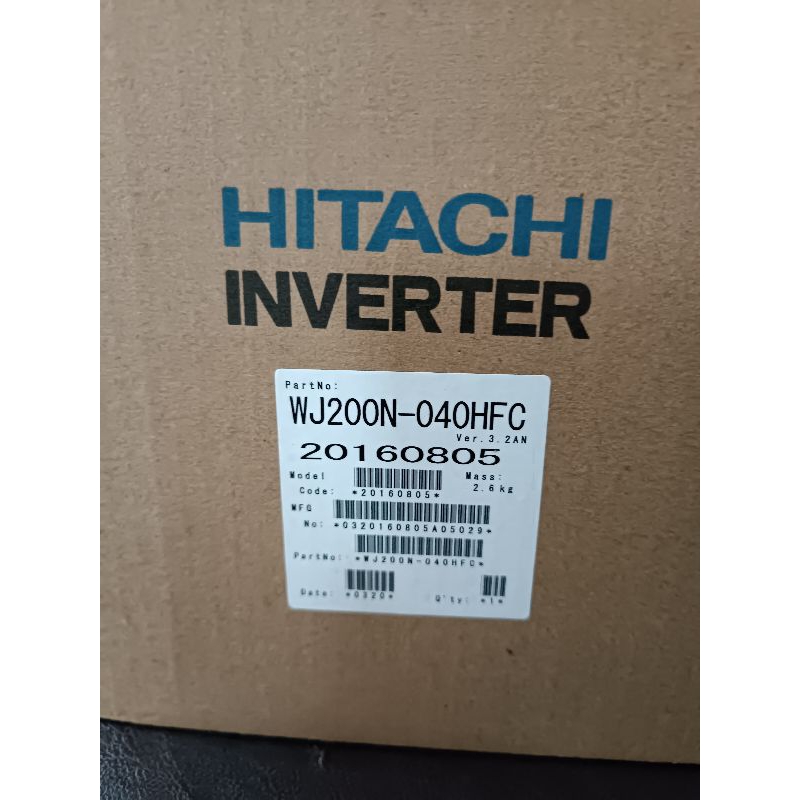 HITACHI
INVERTER
PartNo:
WJ200N-040HFC
Ver.3.2AN
20160805
Model Mass:
Code: *20160805* 2.6kg
MFG
No: *0320160805A05029*
PartNo: *WJ200N-040HFC*
Date: *0320* Q'ty: *1*